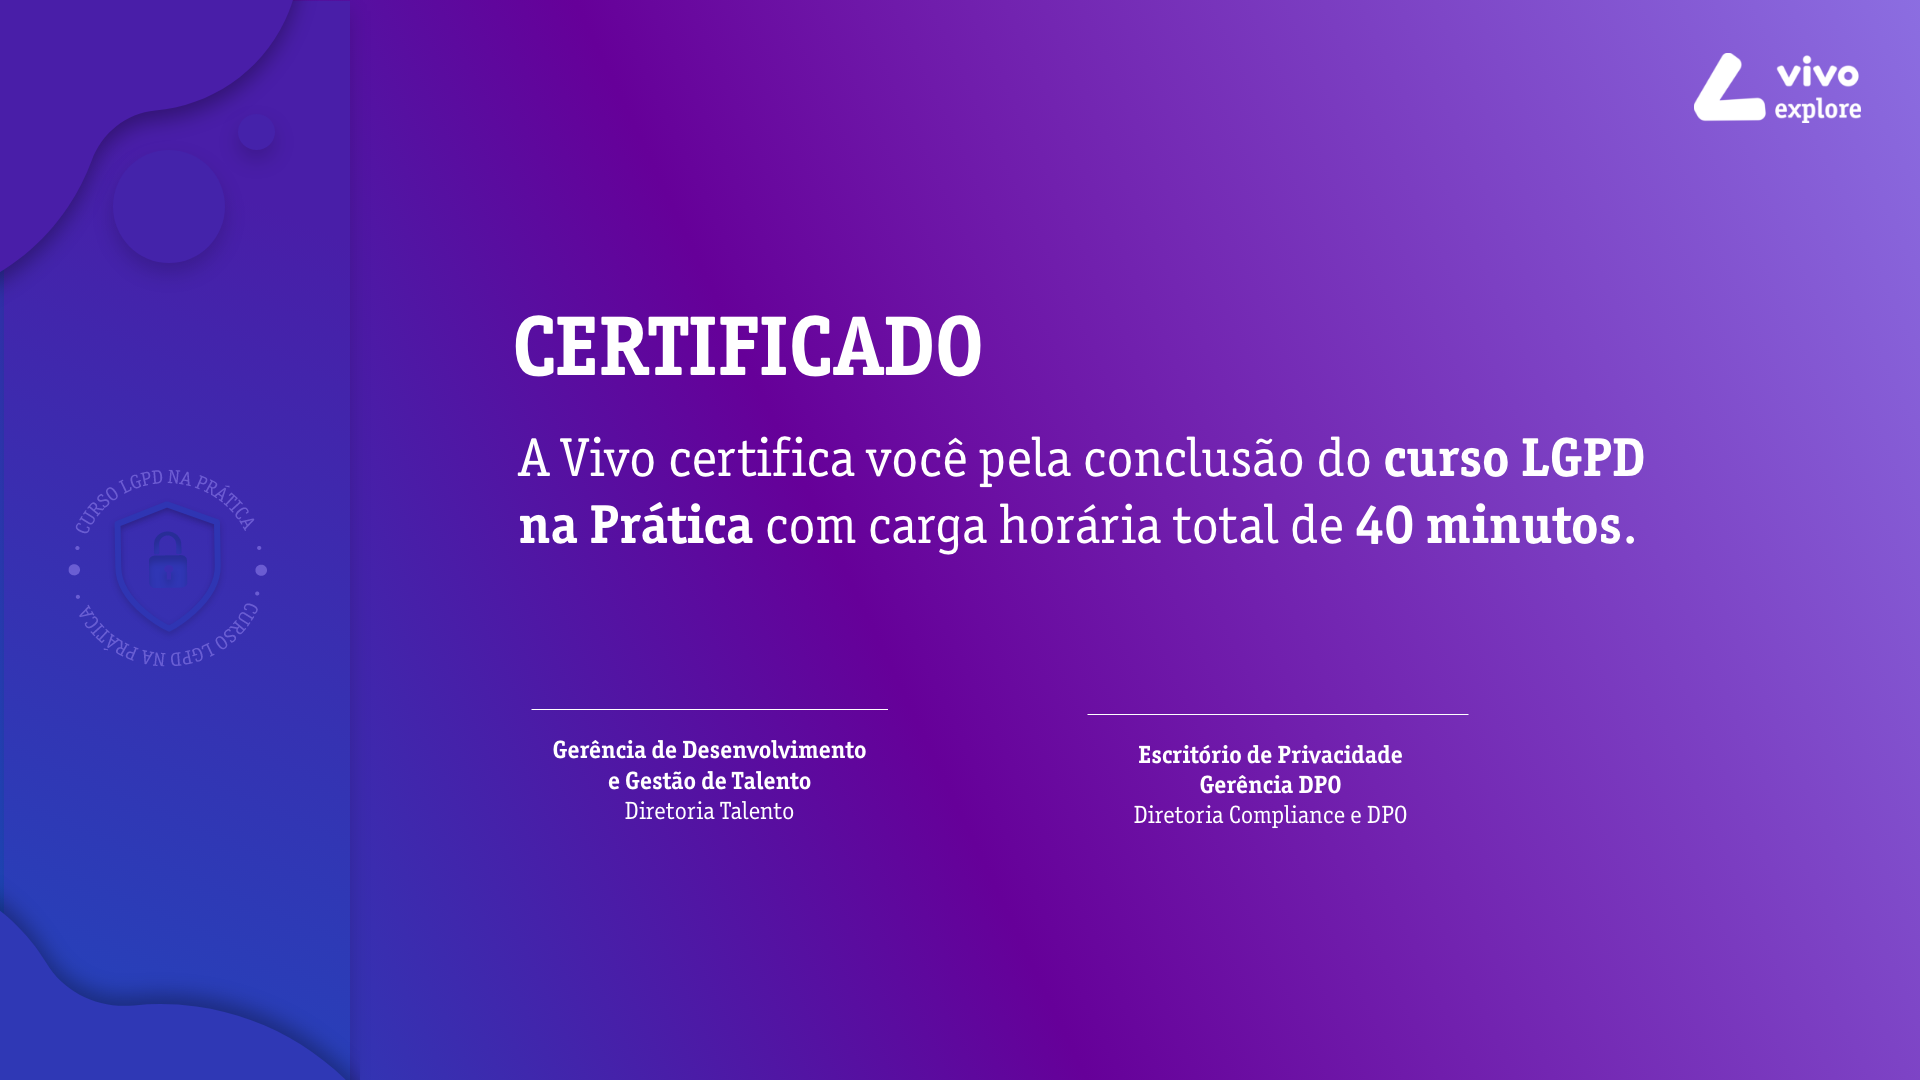 vivo
explore
CERTIFICADO
A Vivo certifica você pela conclusão do curso LGPD
na Prática com carga horária total de 40 minutos.
CURSO LGPD NA PRÁTICA
CURSO LGPD NA PRÁTICA
Gerência de Desenvolvimento
e Gestão de Talento
Diretoria Talento
Escritório de Privacidade
Gerência DPO
Diretoria Compliance e DPO